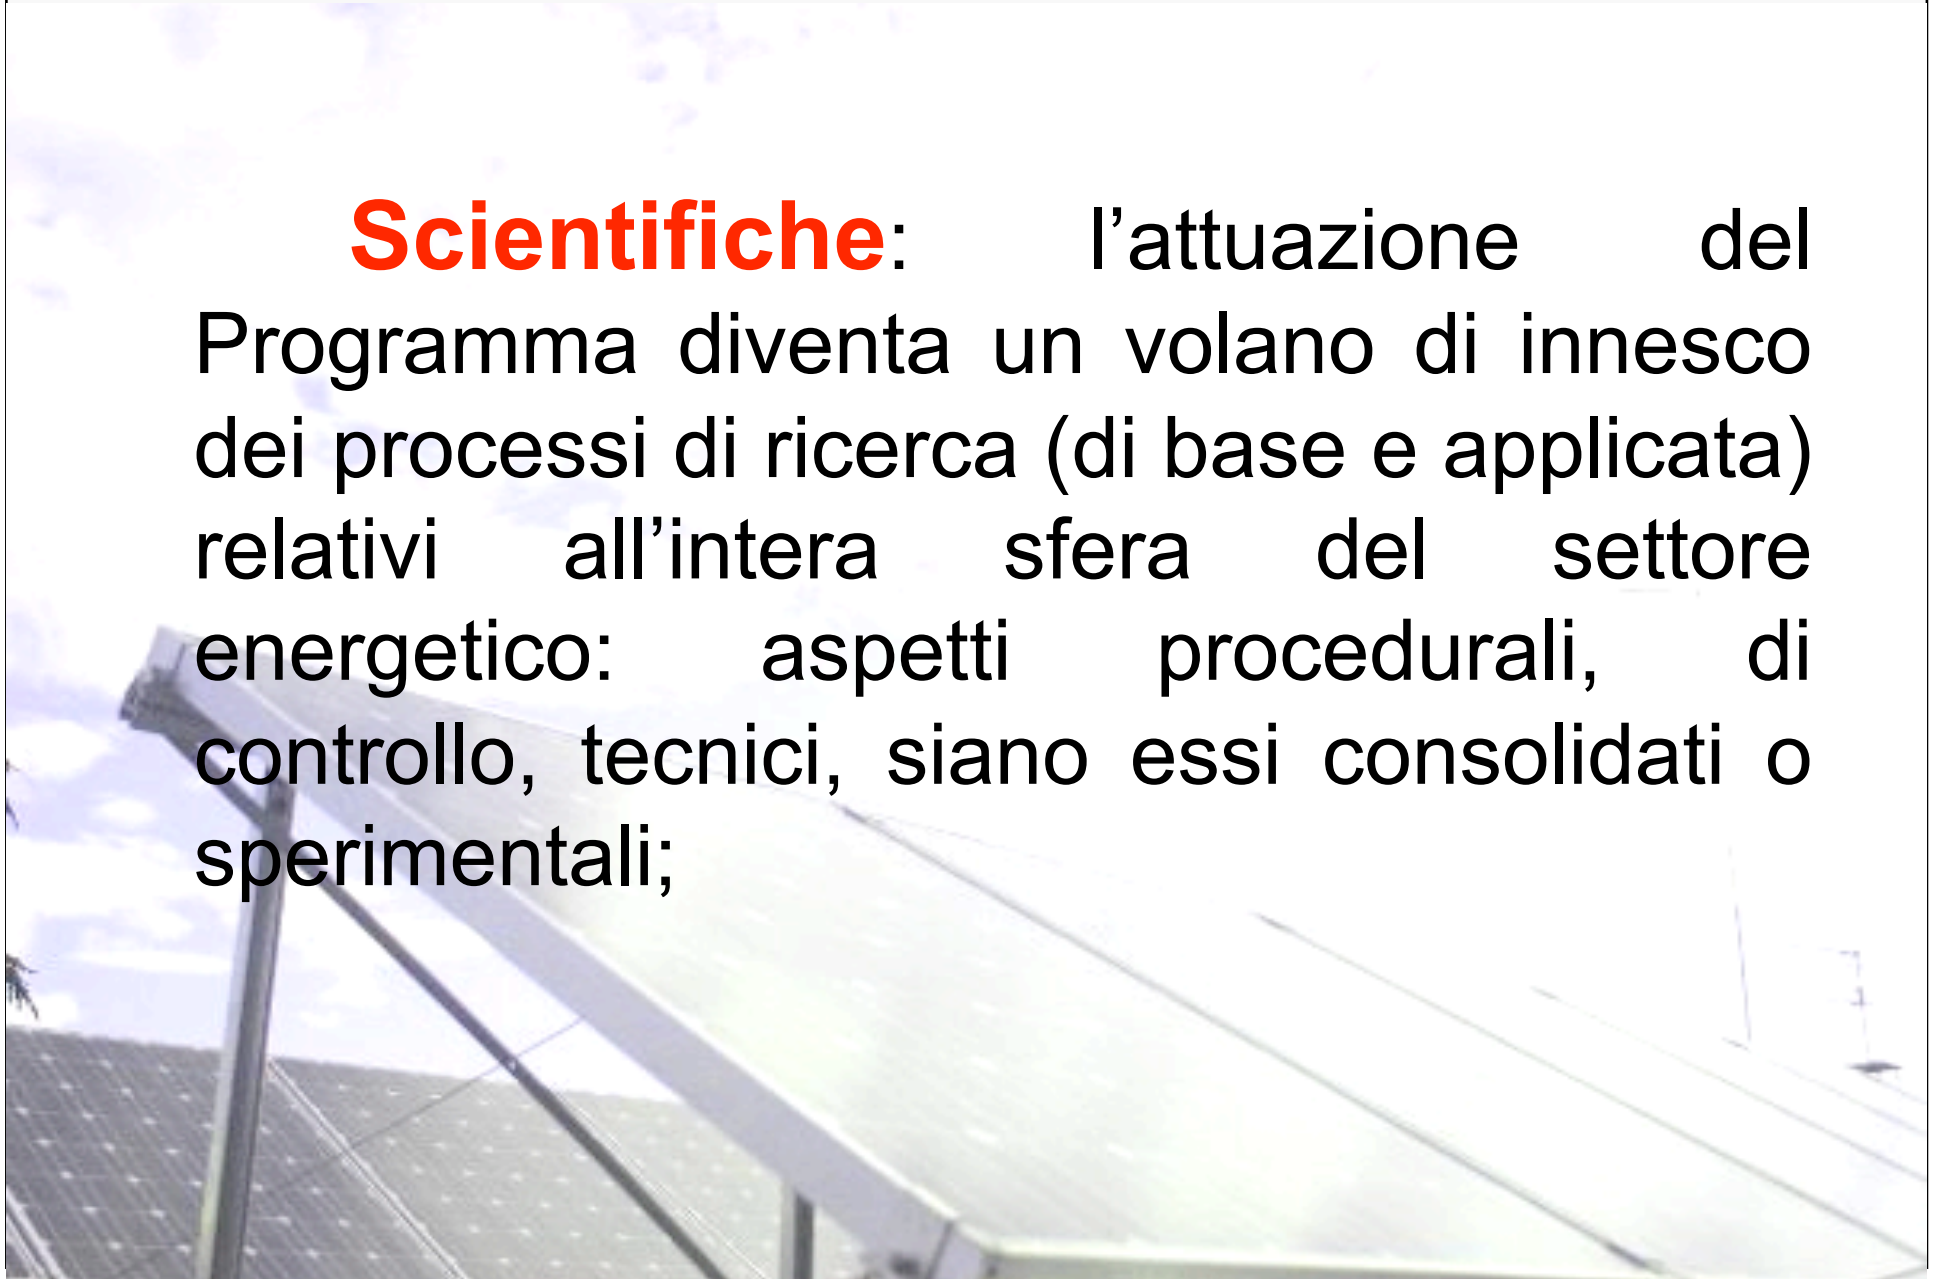 Scientifiche: l’attuazione del
Programma diventa un volano di innesco
dei processi di ricerca (di base e applicata)
relativi all’intera sfera del settore
energetico: aspetti procedurali, di
controllo, tecnici, siano essi consolidati o
sperimentali;